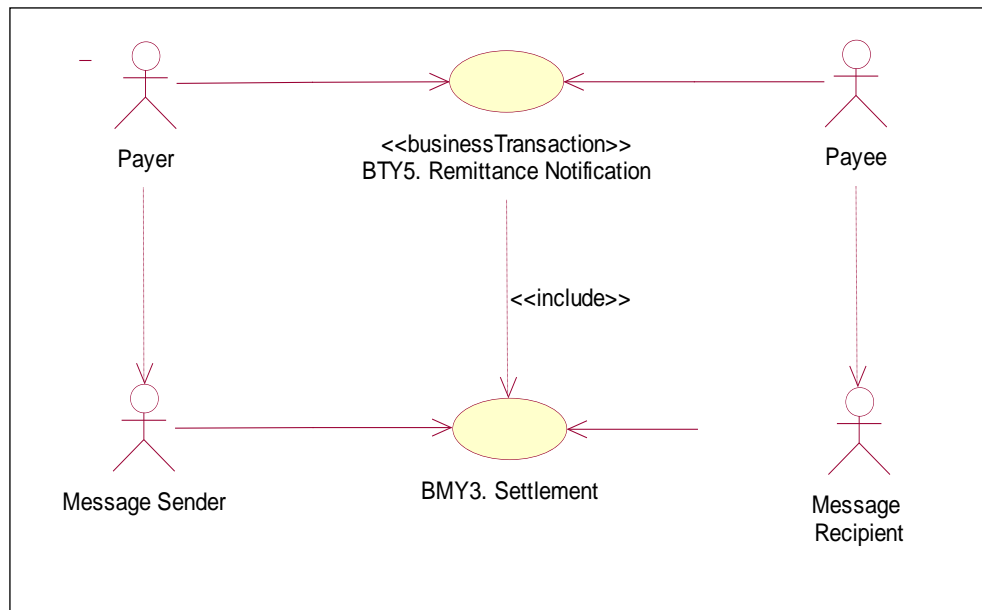 <<businessTransaction>>
Payer
BTY5. Remittance Notification
Payee
<<include>>
Message Sender
BMY3. Settlement
Message
Recipient